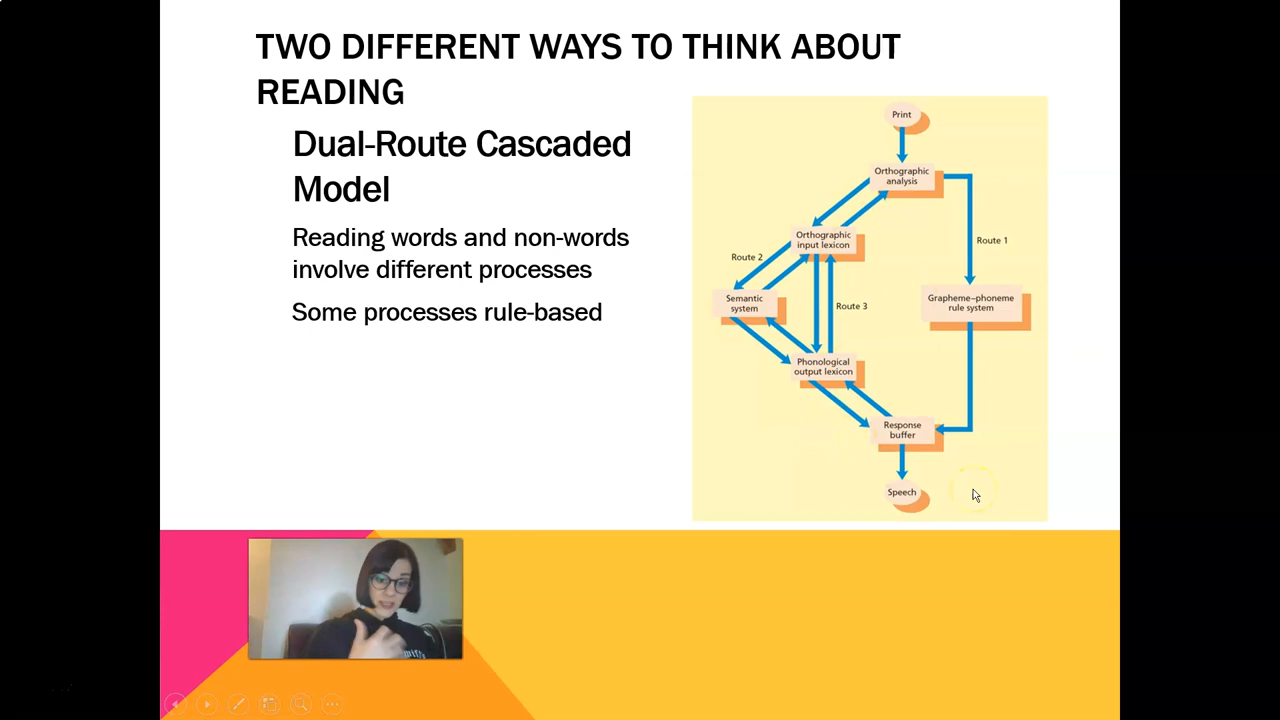 TWO DIFFERENT WAYS TO THINK ABOUT
READING
Dual-Route Cascaded
Model
Reading words and non-words
involve different processes
Some processes rule-based
Print
Orthographic
analysis
Orthographic
input lexicon
Route 1
Route 2
Semantic
system
Route 3
Grapheme–phoneme
rule system
Phonological
output lexicon
Response
buffer
Speech